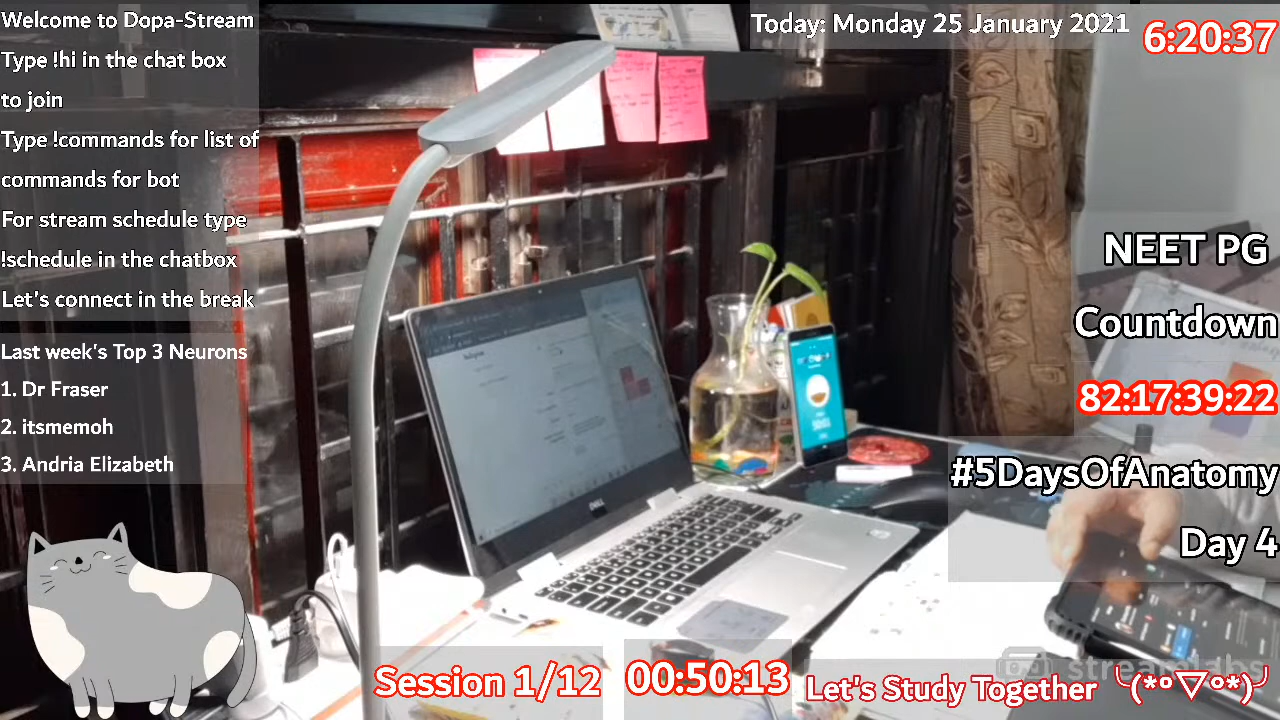 Welcome to Dopa-Stream
Type !hi in the chat box
to join
Type !commands for list of
commands for bot
For stream schedule type
!schedule in the chatbox
Let's connect in the break
Last week's Top 3 Neurons
1. Dr Fraser
2. itsmemoh
3. Andria Elizabeth
Today: Monday 25 January 2021
6:20:37
NEET PG
Countdown
82:17:39:22
#5DaysOfAnatomy
Day 4
DELL
Session 1/12
00:50:13
streamlabs
Let's Study Together ╰(*°▽°*)╯